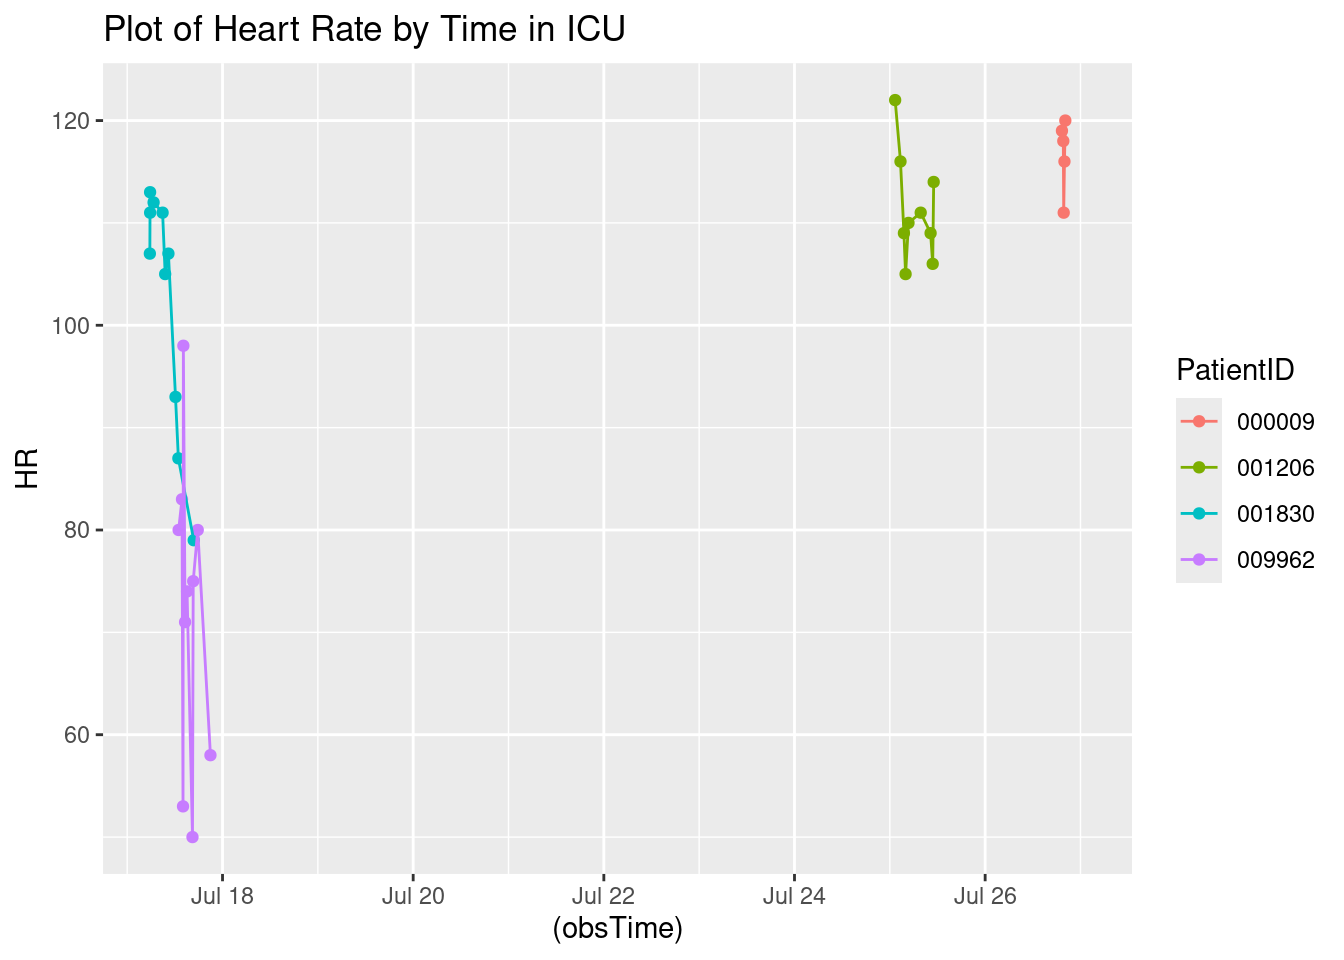 Plot of Heart Rate by Time in ICU
120
100
80
60
HR
Jul 18 Jul 20 Jul 22 Jul 24 Jul 26
(obsTime)
PatientID
000009
001206
001830
009962